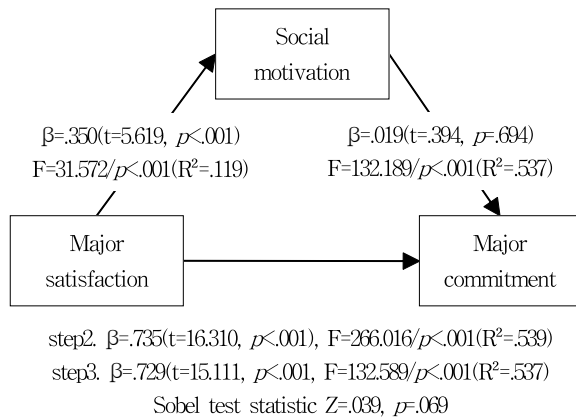 Social
motivation
β=.350(t=5.619, p<.001)
F=31.572/p<.001(R²=.119)
β=.019(t=.394, p=.694)
F=132.189/p<.001(R²=.537)
Major
satisfaction
Major
commitment
step2. β=.735(t=16.310, p<.001), F=266.016/p<.001(R²=.539)
step3. β=.729(t=15.111, p<.001, F=132.589/p<.001(R²=.537)
Sobel test statistic Z=.039, p=.069